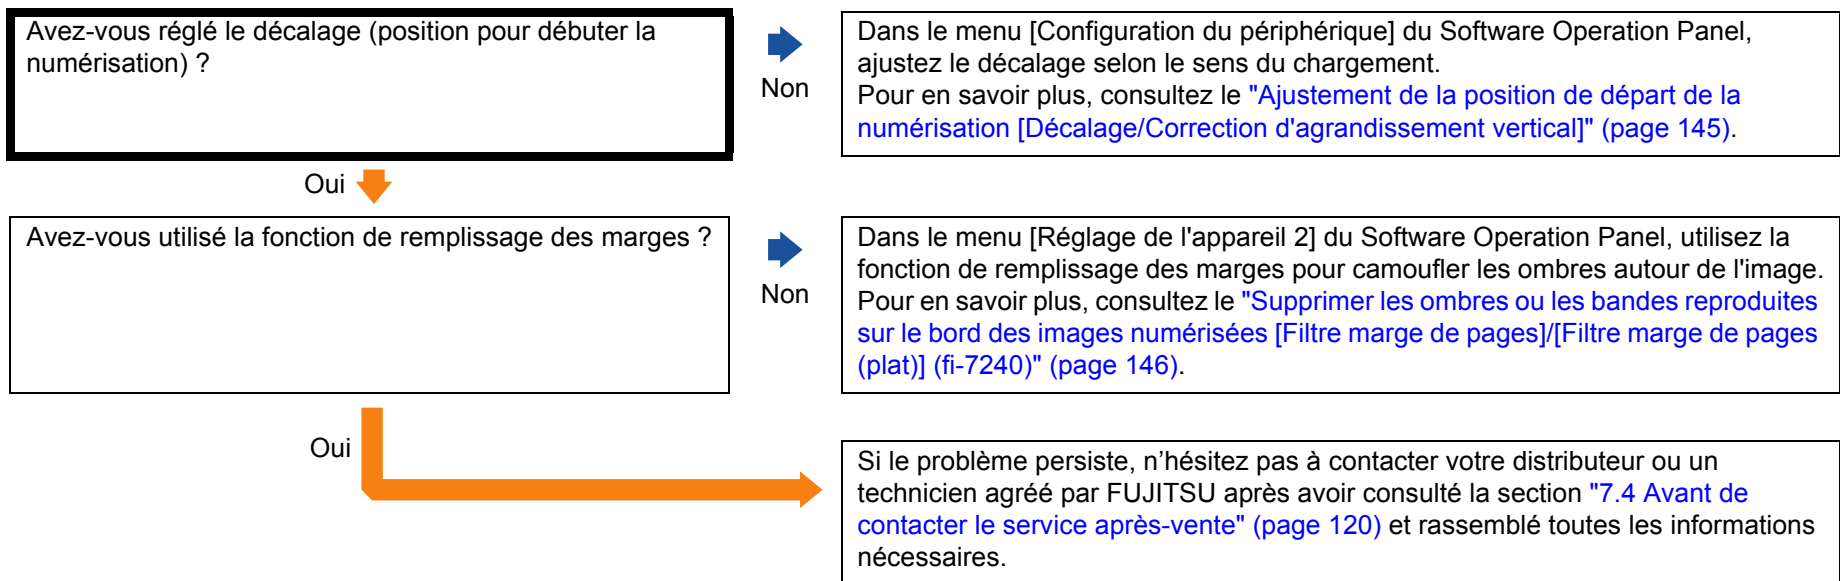 Avez-vous réglé le décalage (position pour débuter la
numérisation) ?
Non
Dans le menu [Configuration du périphérique] du Software Operation Panel,
ajustez le décalage selon le sens du chargement.
Pour en savoir plus, consultez le "Ajustement de la position de départ de la
numérisation [Décalage/Correction d'agrandissement vertical]" (page 145).
Oui
Avez-vous utilisé la fonction de remplissage des marges ?
Non
Dans le menu [Réglage de l'appareil 2] du Software Operation Panel, utilisez la
fonction de remplissage des marges pour camoufler les ombres autour de l'image.
Pour en savoir plus, consultez le "Supprimer les ombres ou les bandes reproduites
sur le bord des images numérisées [Filtre marge de pages]/[Filtre marge de pages
(plat)] (fi-7240)" (page 146).
Oui
Si le problème persiste, n’hésitez pas à contacter votre distributeur ou un
technicien agréé par FUJITSU après avoir consulté la section "7.4 Avant de
contacter le service après-vente" (page 120) et rassemblé toutes les informations
nécessaires.